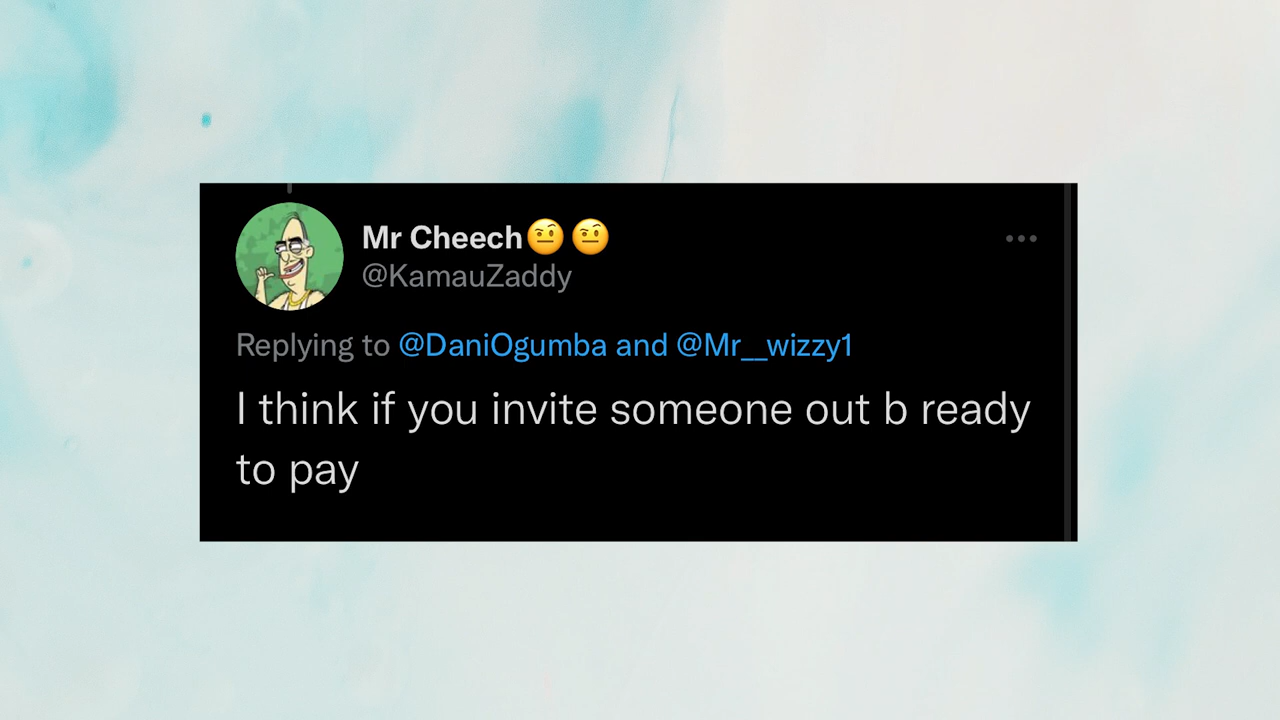 Mr Cheech🤨🤨
@KamauZaddy
Replying to @DaniOgumba and @Mr__wizzy1
I think if you invite someone out b ready
to pay